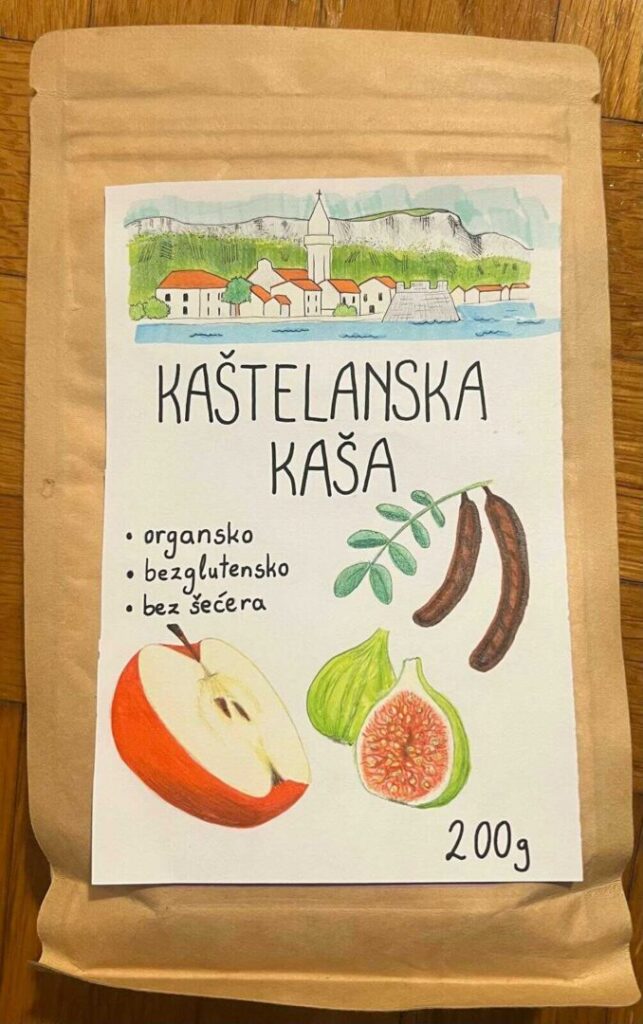 KAŠTELANSKA
KAŠA
• organsko
• bezglutensko
• bez šećera
200g